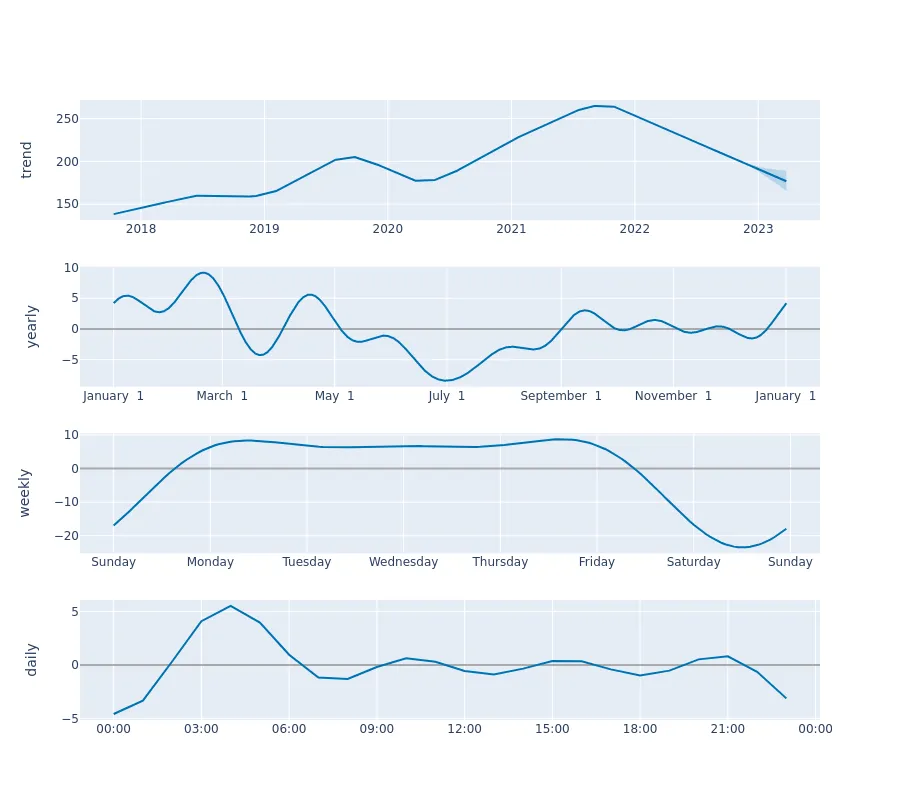 trend
250
200
150
2018 2019 2020 2021 2022 2023
yearly
10
5
0
−5
January 1 March 1 May 1 July 1 September 1 November 1 January 1
weekly
10
0
−10
−20
Sunday Monday Tuesday Wednesday Thursday Friday Saturday Sunday
daily
5
0
−5
00:00 03:00 06:00 09:00 12:00 15:00 18:00 21:00 00:00